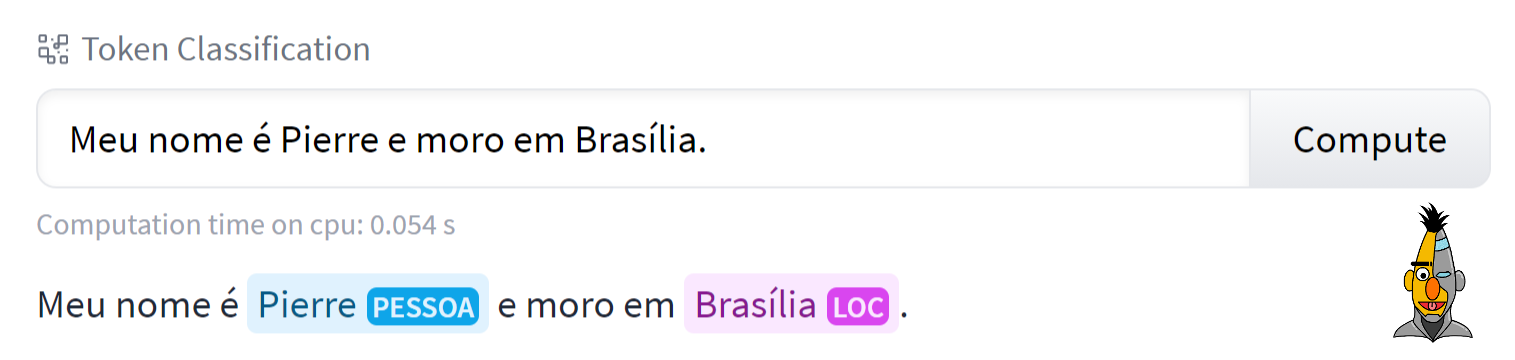 Token Classification
Meu nome é Pierre e moro em Brasília.
Compute
Computation time on cpu: 0.054 s
Meu nome é Pierre PESSOA e moro em Brasília LOC .